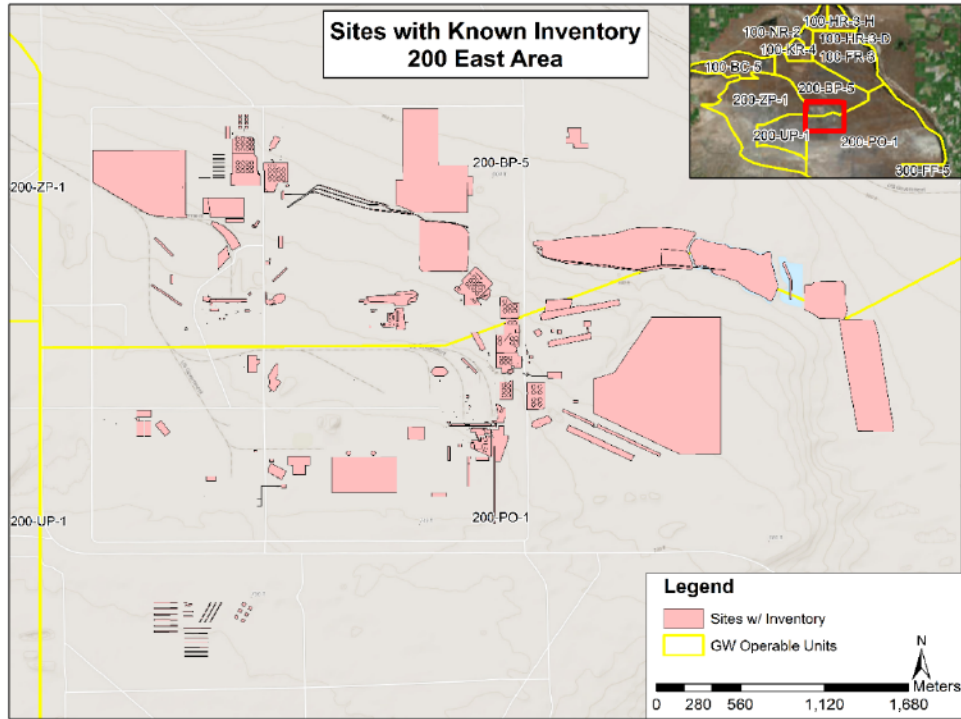 Sites with Known Inventory
200 East Area
100-HR-3-H
100-NR-2
100-HR-3-D
100-KR-4
100-FR-3
100-BC-5
200-BP-5
200-ZP-1
200-UP-1
200-PO-1
300-FF-5
200-BP-5
200-ZP-1
200-UP-1
200-PO-1
Legend
Sites w/ Inventory
GW Operable Units
N
Meters
0 280 560 1,120 1,680